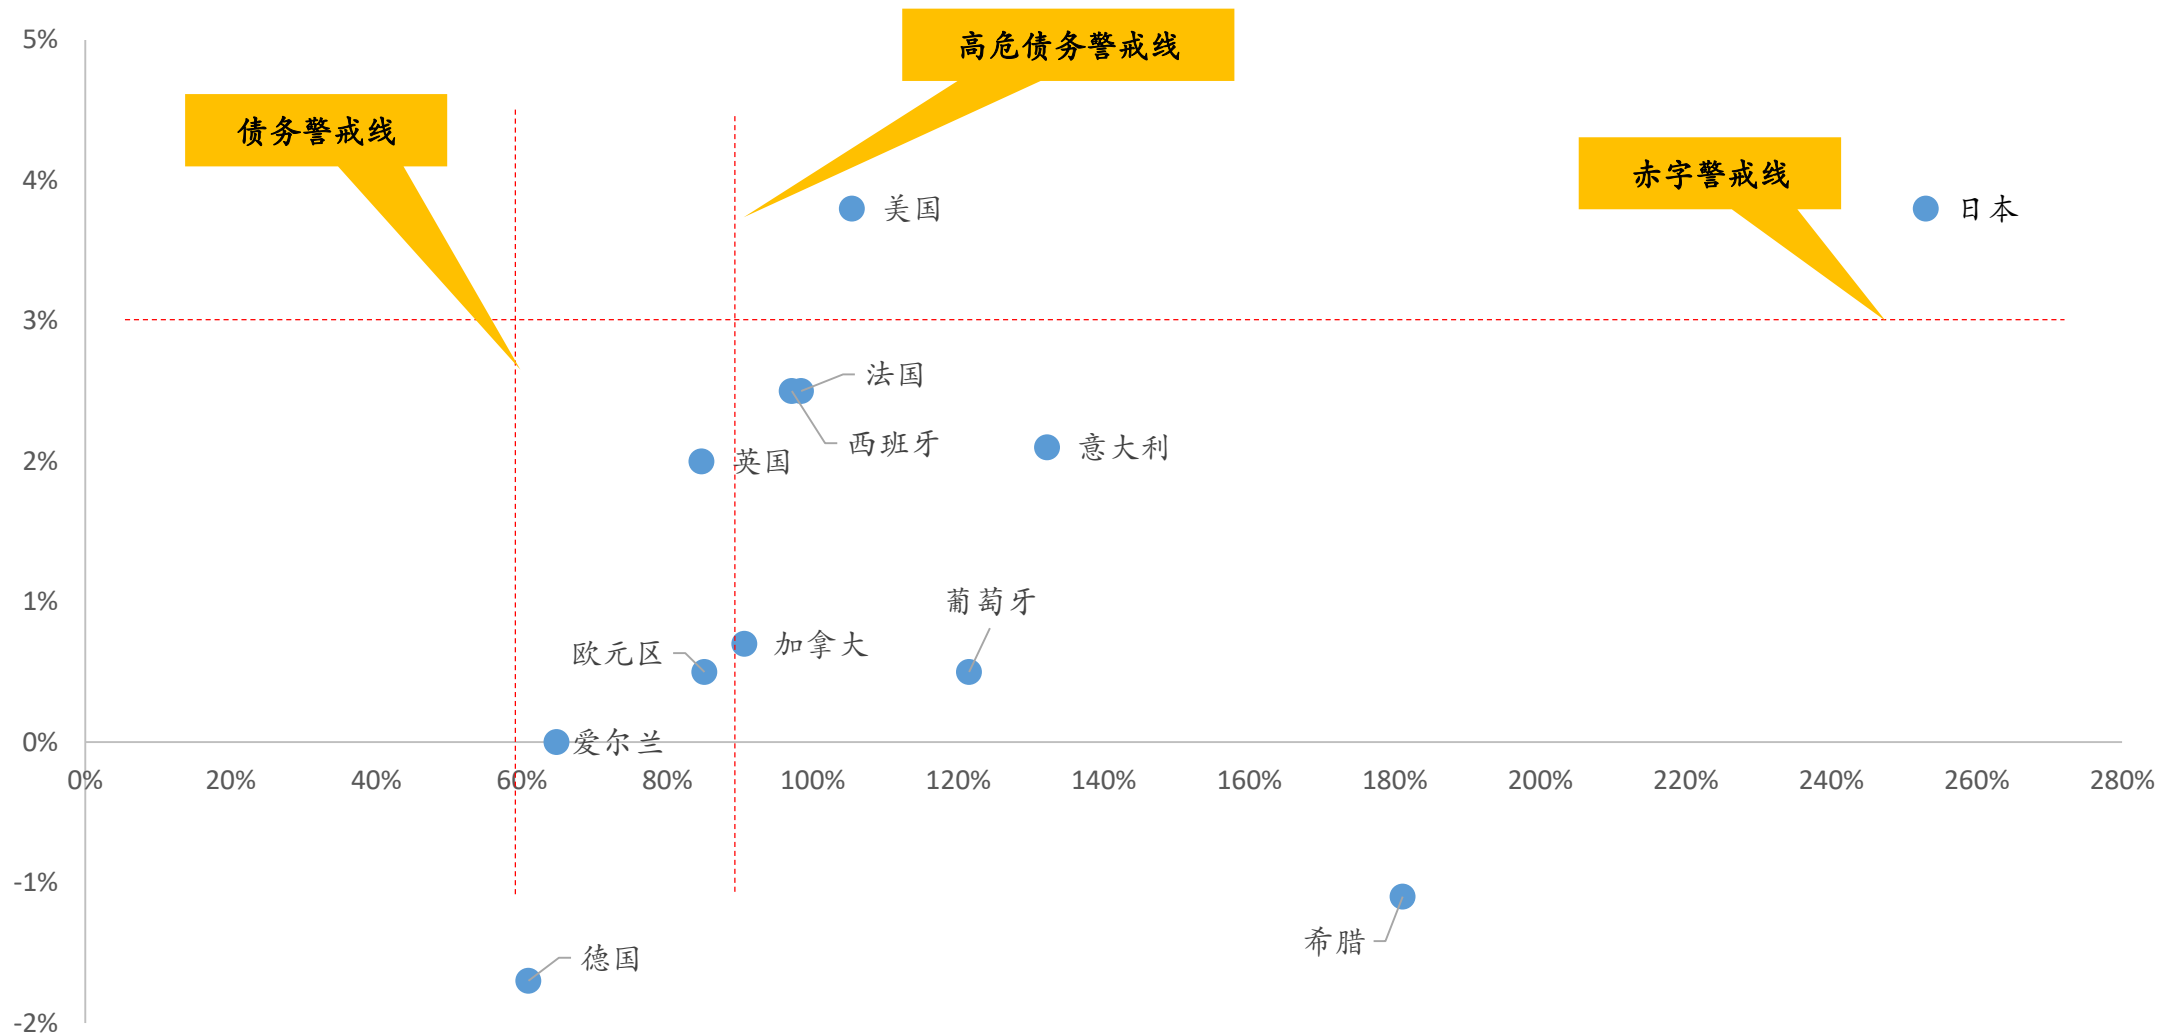 高危债务警戒线
债务警戒线
赤字警戒线
5%
4%
3%
2%
1%
0%
-1%
-2%
美国
日本
法国
西班牙
意大利
英国
葡萄牙
加拿大
欧元区
爱尔兰
0%
20%
40%
60%
80%
100%
120%
140%
160%
180%
200%
220%
240%
260%
280%
希腊
德国